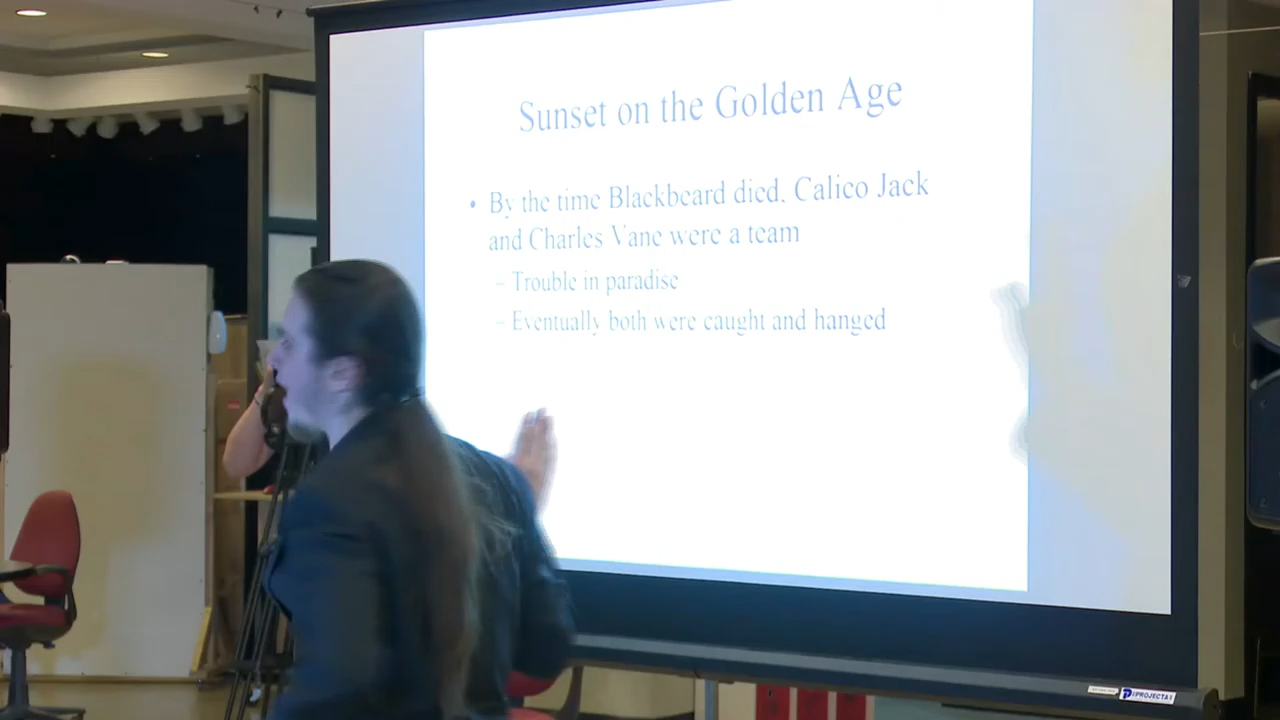 Sunset on the Golden Age
• By the time Blackbeard died, Calico Jack
and Charles Vane were a team
– Trouble in paradise
– Eventually both were caught and hanged
PROJECTA